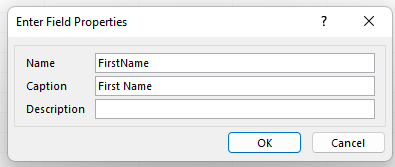 Enter Field Properties ?
Name FirstName
Caption First Name
Description
OK Cancel